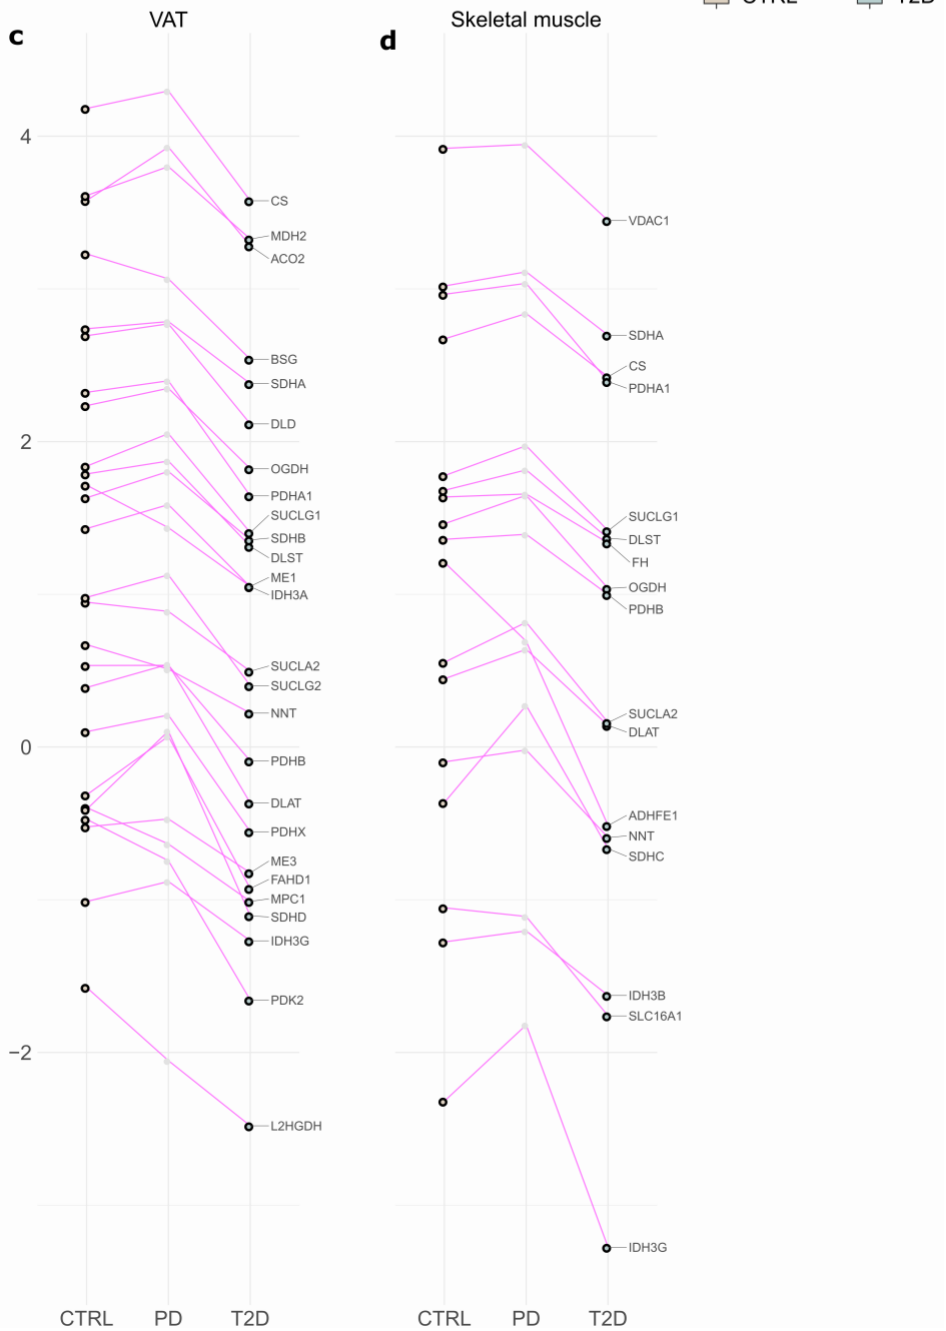 CTRL T2D
VAT Skeletal muscle
c
d
4
2
0
−2
CS
MDH2
ACO2
BSG
SDHA
DLD
OGDH
PDHA1
SUCLG1
SDHB
DLST
ME1
IDH3A
SUCLA2
SUCLG2
NNT
PDHB
DLAT
PDHX
ME3
FAHD1
MPC1
SDHD
IDH3G
PDK2
L2HGDH
VDAC1
SDHA
CS
PDHA1
SUCLG1
DLST
FH
OGDH
PDHB
SUCLA2
DLAT
ADHFE1
NNT
SDHC
IDH3B
SLC16A1
IDH3G
CTRL PD T2D CTRL PD T2D